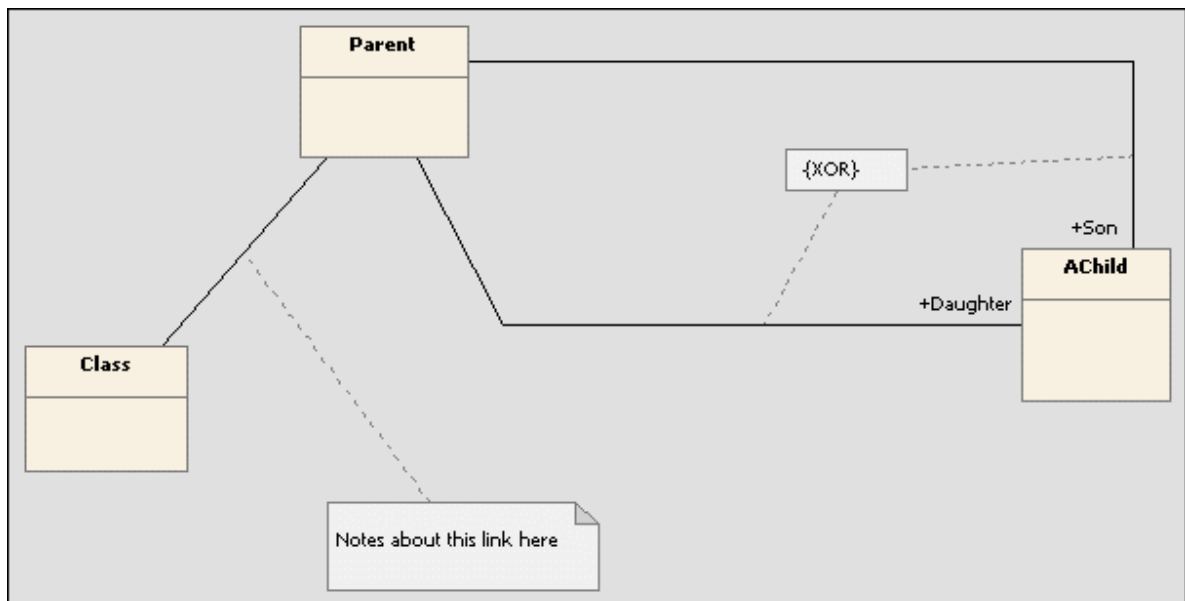 Parent
{XOR}
+Son
AChild
+Daughter
Class
Notes about this link here